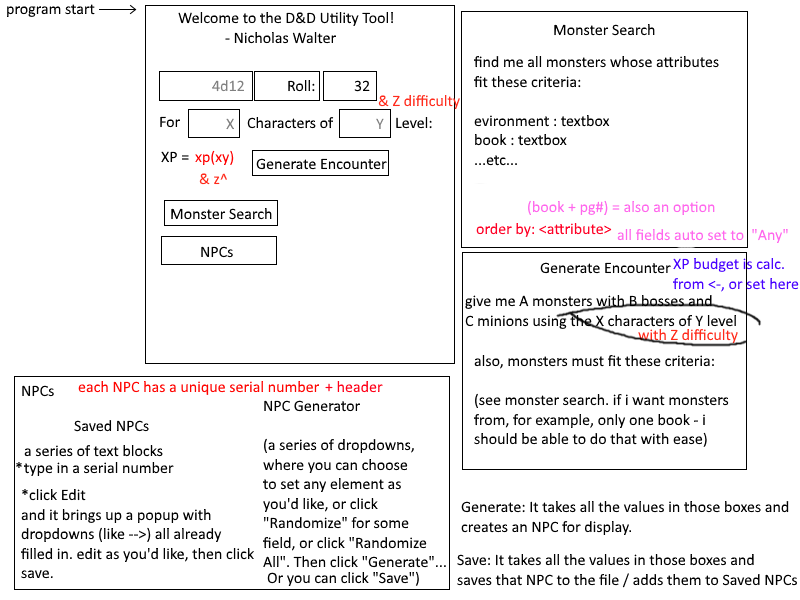 program start
Welcome to the D&D Utility Tool!
- Nicholas Walter
4d12 Roll: 32
& Z difficulty
For X Characters of Y Level:
XP = xp(xy) Generate Encounter
& z^
Monster Search
NPCs
Monster Search
find me all monsters whose attributes
fit these criteria:
evironment : textbox
book : textbox
...etc...
(book + pg#) = also an option
order by: <attribute> all fields auto set to "Any"
Generate Encounter XP budget is calc.
from <-, or set here
give me A monsters with B bosses and
C minions using the X characters of Y level
with Z difficulty
also, monsters must fit these criteria:
(see monster search. if i want monsters
from, for example, only one book - i
should be able to do that with ease)
NPCs each NPC has a unique serial number + header
Saved NPCs
a series of text blocks
*type in a serial number
*click Edit
and it brings up a popup with
dropdowns (like -->) all already
filled in. edit as you'd like, then click
save.
NPC Generator
(a series of dropdowns,
where you can choose
to set any element as
you'd like, or click
"Randomize" for some
field, or click "Randomize
All". Then click "Generate"...
Or you can click "Save")
Generate: It takes all the values in those boxes and
creates an NPC for display.
Save: It takes all the values in those boxes and
saves that NPC to the file / adds them to Saved NPCs